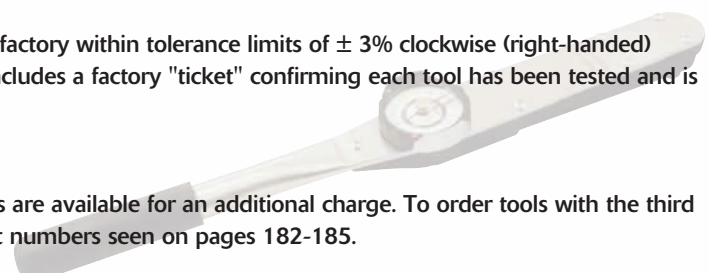 factory within tolerance limits of ± 3% clockwise (right-handed)
cludes a factory "ticket" confirming each tool has been tested and is
s are available for an additional charge. To order tools with the third
t numbers seen on pages 182-185.